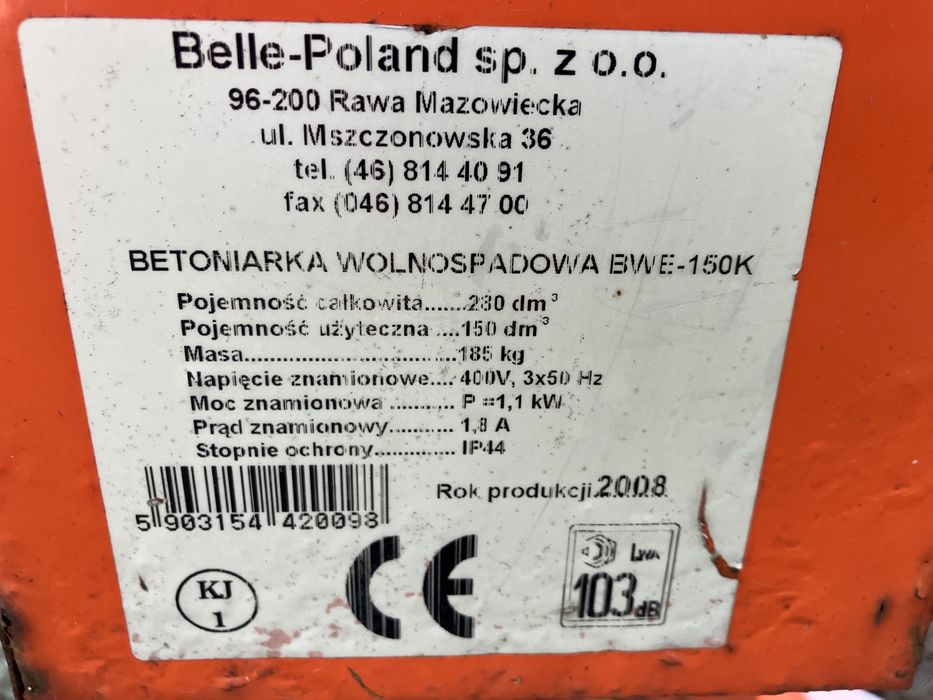 Belle-Poland sp. z o.o.
96-200 Rawa Mazowiecka
ul. Mszczonowska 36
tel. (46) 814 40 91
fax (046) 814 47 00
BETONIARKA WOLNOSPADOWA BWE-150K
Pojemność całkowita.......230 dm³
Pojemność użyteczna ....150 dm³
Masa..................................185 kg
Napięcie znamionowe.... 400V, 3x50 Hz
Moc znamionowa .......... P =1,1 kW
Prąd znamionowy........... 1,8 A
Stopnie ochrony.............. IP44
Rok produkcji.2008
5 903154 420098
KJ
1
CE
LWA
103 dB